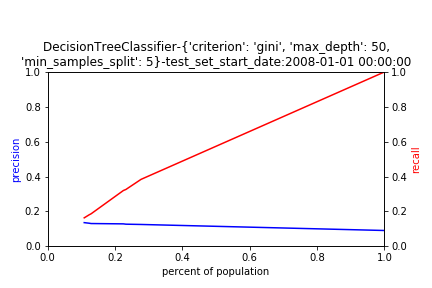 DecisionTreeClassifier-{'criterion': 'gini', 'max_depth': 50,
'min_samples_split': 5}-test_set_start_date:2008-01-01 00:00:00
1.0
0.8
0.6
0.4
0.2
0.0
precision
1.0
0.8
0.6
0.4
0.2
0.0
recall
0.0 0.2 0.4 0.6 0.8 1.0
percent of population